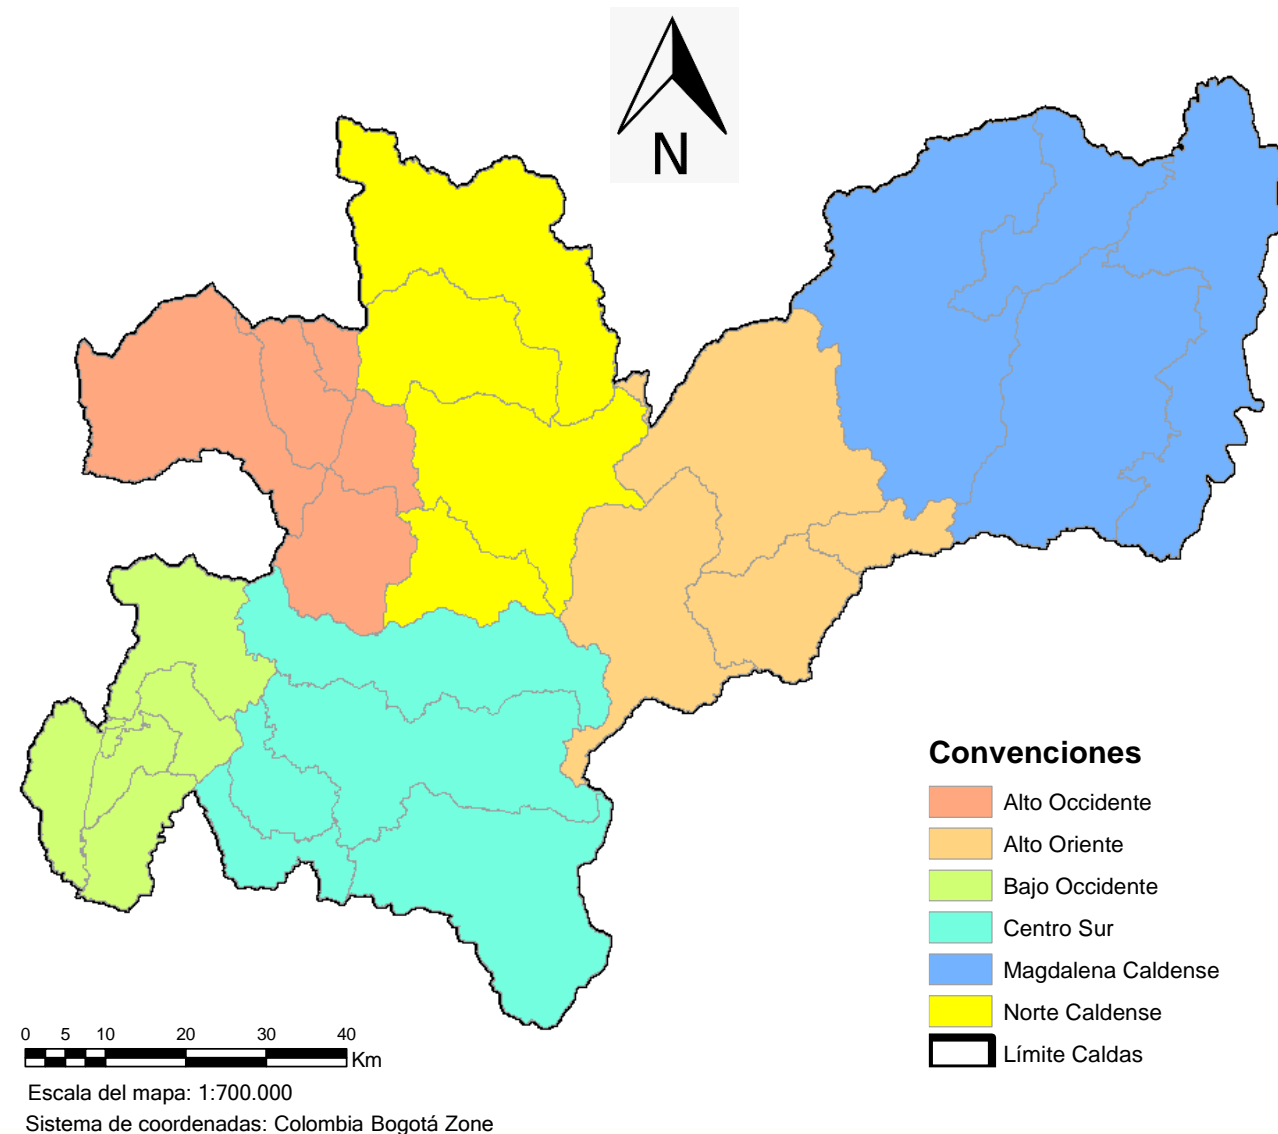 N
Convenciones
Alto Occidente
Alto Oriente
Bajo Occidente
Centro Sur
Magdalena Caldense
Norte Caldense
Límite Caldas
0 5 10 20 30 40
Km
Escala del mapa: 1:700.000
Sistema de coordenadas: Colombia Bogotá Zone